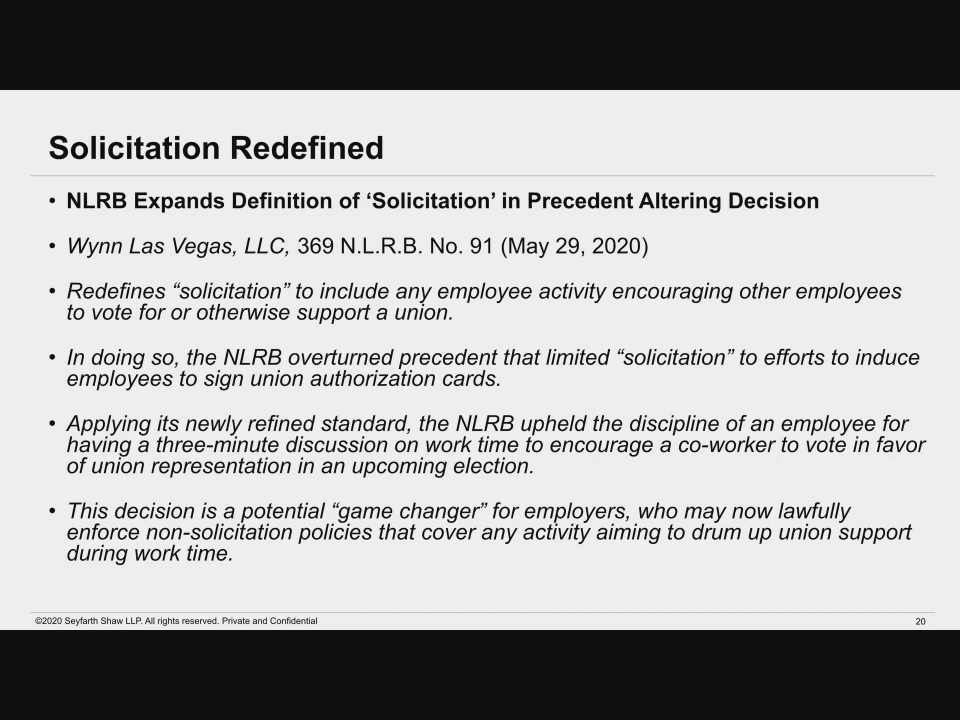 Solicitation Redefined
• NLRB Expands Definition of ‘Solicitation’ in Precedent Altering Decision
• Wynn Las Vegas, LLC, 369 N.L.R.B. No. 91 (May 29, 2020)
• Redefines “solicitation” to include any employee activity encouraging other employees
to vote for or otherwise support a union.
• In doing so, the NLRB overturned precedent that limited “solicitation” to efforts to induce
employees to sign union authorization cards.
• Applying its newly refined standard, the NLRB upheld the discipline of an employee for
having a three-minute discussion on work time to encourage a co-worker to vote in favor
of union representation in an upcoming election.
• This decision is a potential “game changer” for employers, who may now lawfully
enforce non-solicitation policies that cover any activity aiming to drum up union support
during work time.
©2020 Seyfarth Shaw LLP. All rights reserved. Private and Confidential
20